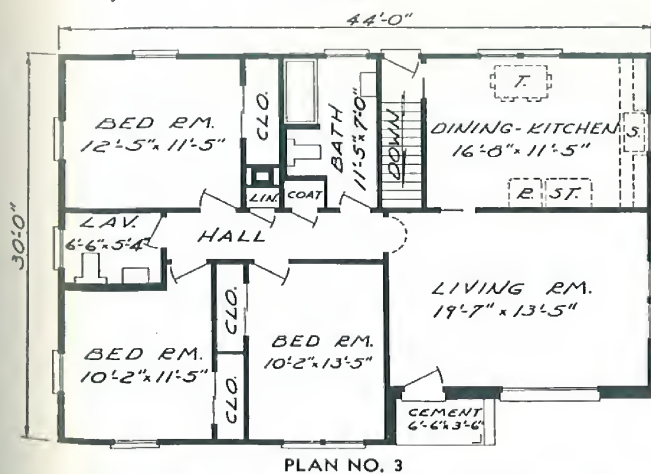 44'-0"
30'-0"
BED RM.
12'-5" x 11'-5"
CLO.
LIN.
COAT
BATH
11'-5" x 7'-0"
DOWN
T.
DINING-KITCHEN
16'-8" x 11'-5"
S.
R.
ST.
LAV.
6'-6" x 5'-4"
HALL
LIVING RM.
19'-7" x 13'-5"
BED RM.
10'-2" x 11'-5"
CLO.
CLO.
BED RM.
10'-2" x 13'-5"
CEMENT
6'-6" x 3'-6"
PLAN NO. 3